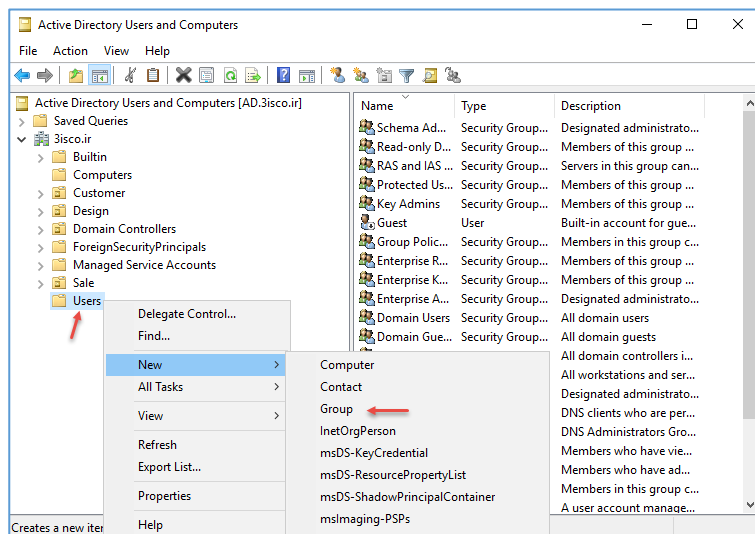 Active Directory Users and Computers
File Action View Help
Active Directory Users and Computers [AD.3isco.ir]
Saved Queries
3isco.ir
Builtin
Computers
Customer
Design
Domain Controllers
ForeignSecurityPrincipals
Managed Service Accounts
Sale
Users
Name Type Description
Schema Ad... Security Group... Designated administrato...
Read-only D... Security Group... Members of this group ...
RAS and IAS ... Security Group... Servers in this group can...
Protected Us... Security Group... Members of this group ...
Key Admins Security Group... Members of this group ...
Guest User Built-in account for gue...
Group Polic... Security Group... Members in this group c...
Enterprise R... Security Group... Members of this group ...
Enterprise K... Security Group... Members of this group ...
Enterprise A... Security Group... Designated administrato...
Domain Users Security Group... All domain users
Domain Gue... Security Group... All domain guests
All domain controllers i...
All workstations and ser...
Designated administrato...
DNS clients who are per...
DNS Administrators Gro...
Members who have vie...
Members who have ad...
Members in this group c...
A user account manage...
Delegate Control...
Find...
New
All Tasks
View
Refresh
Export List...
Properties
Help
Computer
Contact
Group
InetOrgPerson
msDS-KeyCredential
msDS-ResourcePropertyList
msDS-ShadowPrincipalContainer
msImaging-PSPs
Creates a new iter